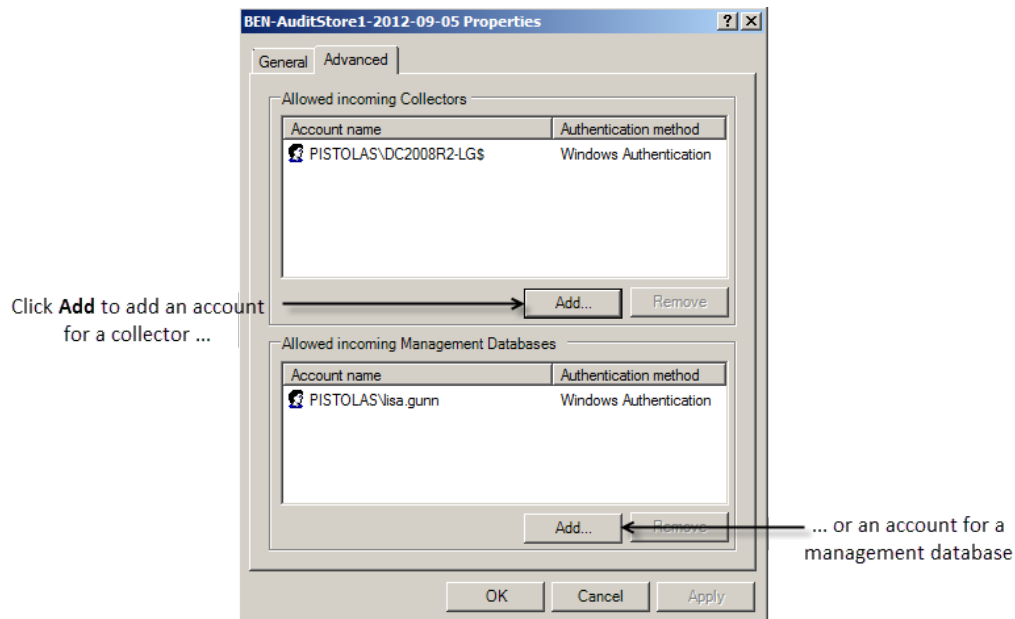 BEN-AuditStore1-2012-09-05 Properties
General Advanced
Allowed incoming Collectors
Account name Authentication method
PISTOLAS\DC2008R2-LG$ Windows Authentication
Click Add to add an account
for a collector ...
Add... Remove
Allowed incoming Management Databases
Account name Authentication method
PISTOLAS\lisa.gunn Windows Authentication
Add... Remove
... or an account for a
management database
OK Cancel Apply